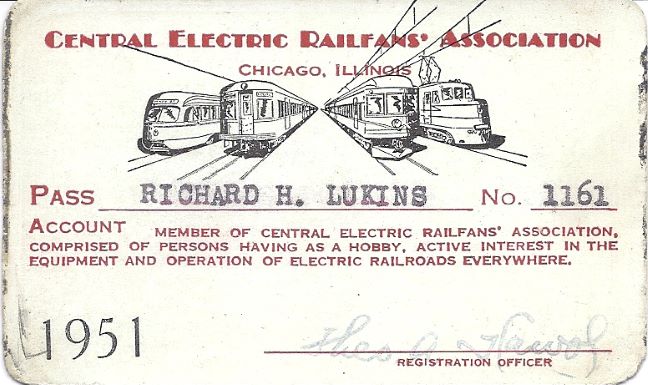 CENTRAL ELECTRIC RAILFANS' ASSOCIATION
CHICAGO, ILLINOIS
PASS RICHARD H. LUKINS NO. 1161
ACCOUNT MEMBER OF CENTRAL ELECTRIC RAILFANS' ASSOCIATION,
COMPRISED OF PERSONS HAVING AS A HOBBY, ACTIVE INTEREST IN THE
EQUIPMENT AND OPERATION OF ELECTRIC RAILROADS EVERYWHERE.
1951
REGISTRATION OFFICER